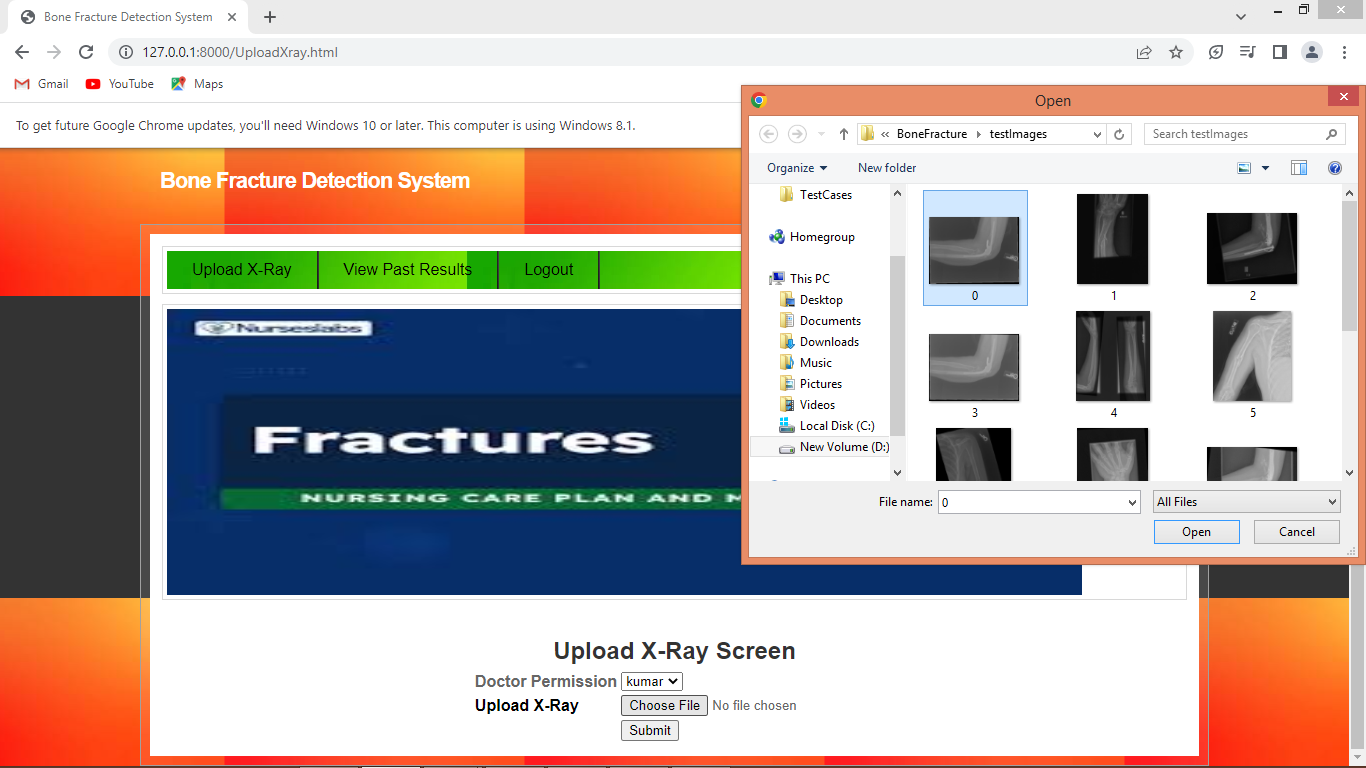 Bone Fracture Detection System
127.0.0.1:8000/UploadXray.html
Gmail YouTube Maps
To get future Google Chrome updates, you'll need Windows 10 or later. This computer is using Windows 8.1.
Bone Fracture Detection System
Upload X-Ray View Past Results Logout
Nurseslabs
Fractures
NURSING CARE PLAN AND M
Upload X-Ray Screen
Doctor Permission kumar
Upload X-Ray Choose File No file chosen
Submit
Open
« BoneFracture testImages Search testImages
Organize New folder
TestCases
Homegroup
This PC
Desktop
Documents
Downloads
Music
Pictures
Videos
Local Disk (C:)
New Volume (D:)
0 1 2
3 4 5
File name: 0 All Files
Open Cancel